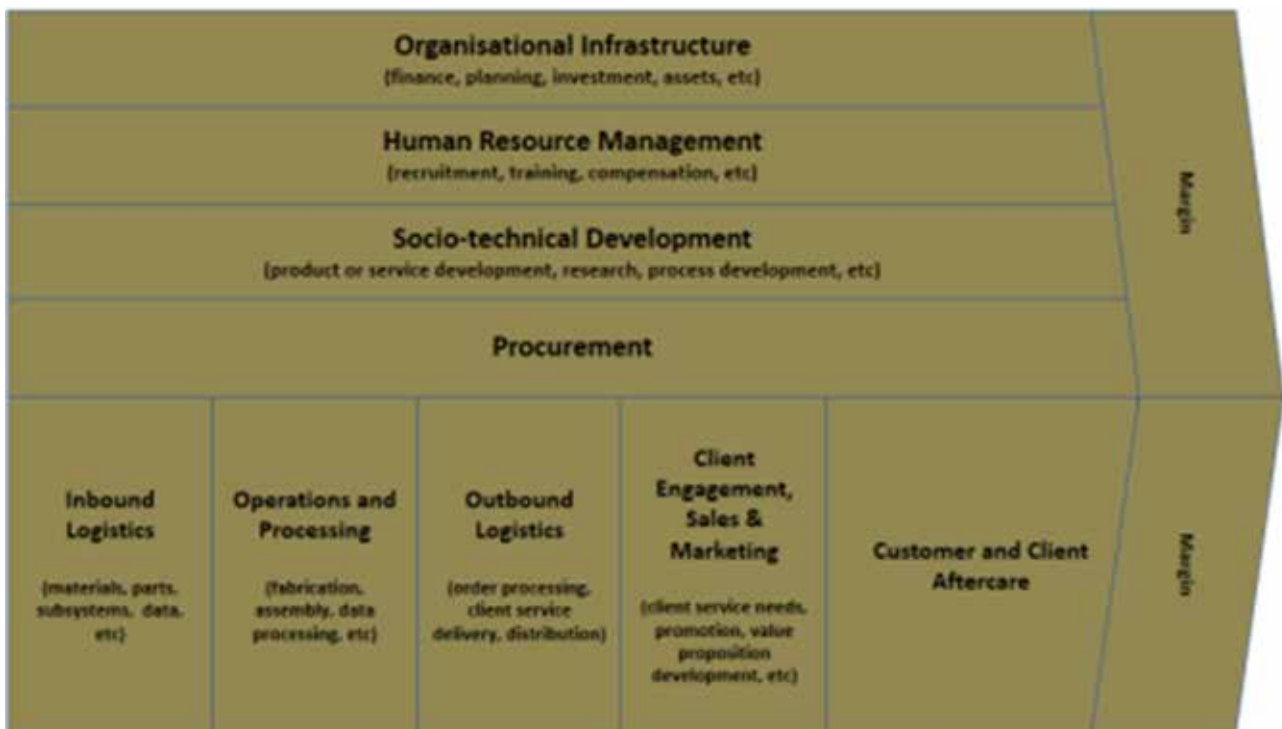 Organisational Infrastructure
(finance, planning, investment, assets, etc)
Human Resource Management
(recruitment, training, compensation, etc)
Socio-technical Development
(product or service development, research, process development, etc)
Procurement
Margin
Inbound
Logistics
(materials, parts,
subsystems, data,
etc)
Operations and
Processing
(fabrication,
assembly, data
processing, etc)
Outbound
Logistics
(order processing,
client service
delivery, distribution)
Client
Engagement,
Sales &
Marketing
(client service needs,
promotion, value
proposition
development, etc)
Customer and Client
Aftercare
Margin